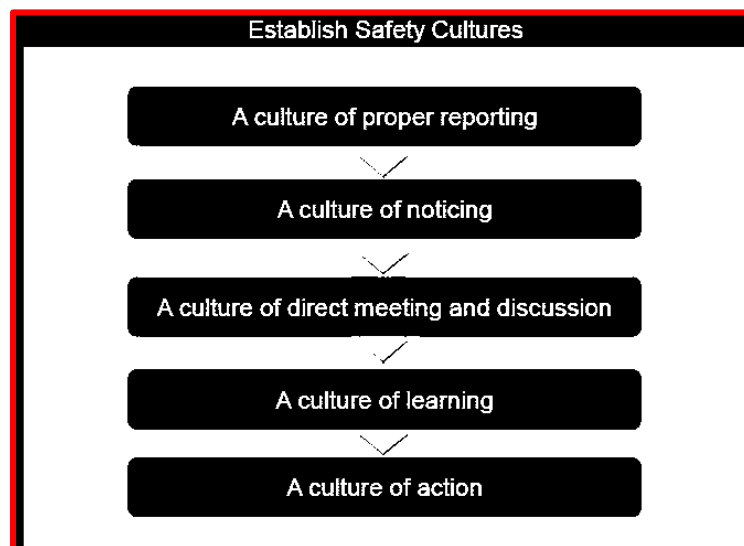 Establish Safety Cultures
A culture of proper reporting
A culture of noticing
A culture of direct meeting and discussion
A culture of learning
A culture of action